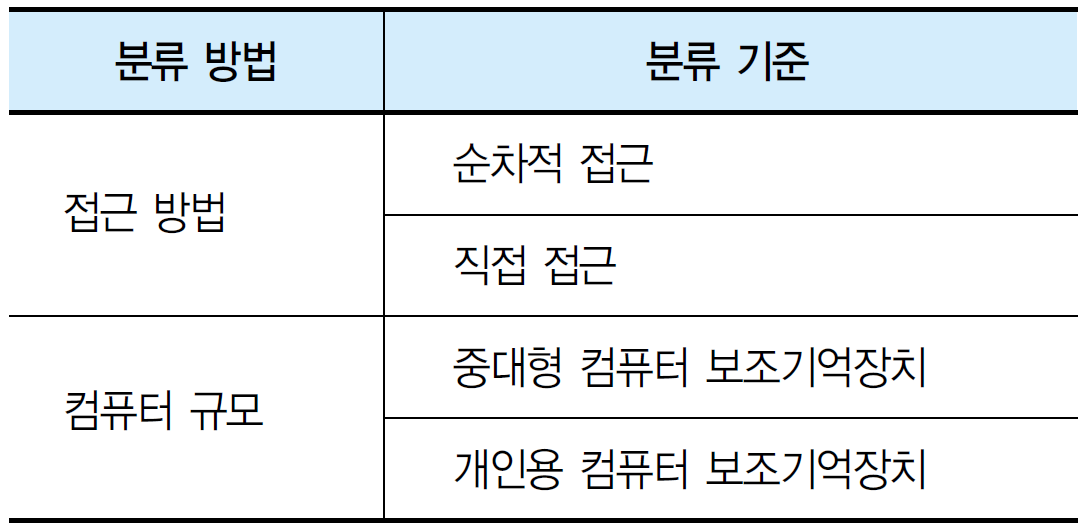 분류 방법
분류 기준
접근 방법
순차적 접근
직접 접근
컴퓨터 규모
중대형 컴퓨터 보조기억장치
개인용 컴퓨터 보조기억장치